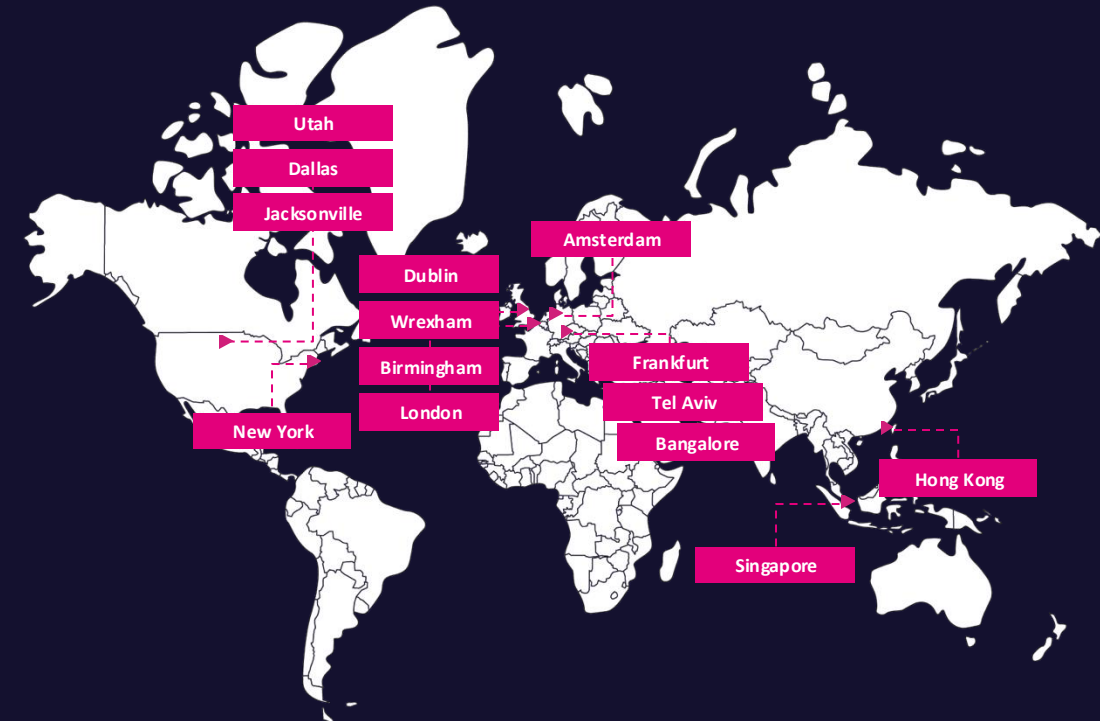 Utah
Dallas
Jacksonville
New York
Dublin
Wrexham
Birmingham
London
Amsterdam
Frankfurt
Tel Aviv
Bangalore
Hong Kong
Singapore